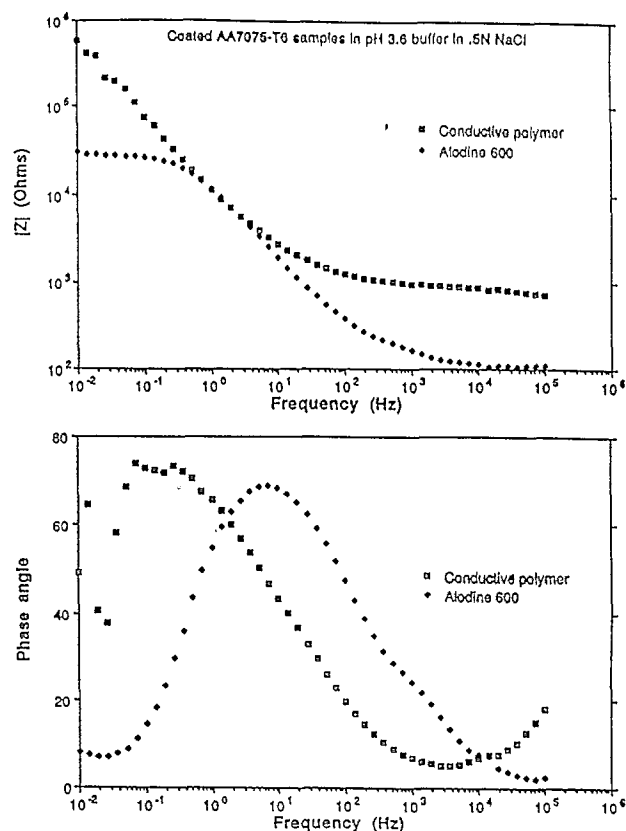 Coated AA7075-T6 samples in pH 3.6 buffer in .5N NaCl
Conductive polymer
Alodine 600
|Z| (Ohms)
10⁴
10³
10²
10⁻² 10⁻¹ 10⁰ 10¹ 10² 10³ 10⁴ 10⁵ 10⁶
Frequency (Hz)
80
60
40
20
0
Phase angle
Conductive polymer
Alodine 600
10⁻² 10⁻¹ 10⁰ 10¹ 10² 10³ 10⁴ 10⁵ 10⁶
Frequency (Hz)